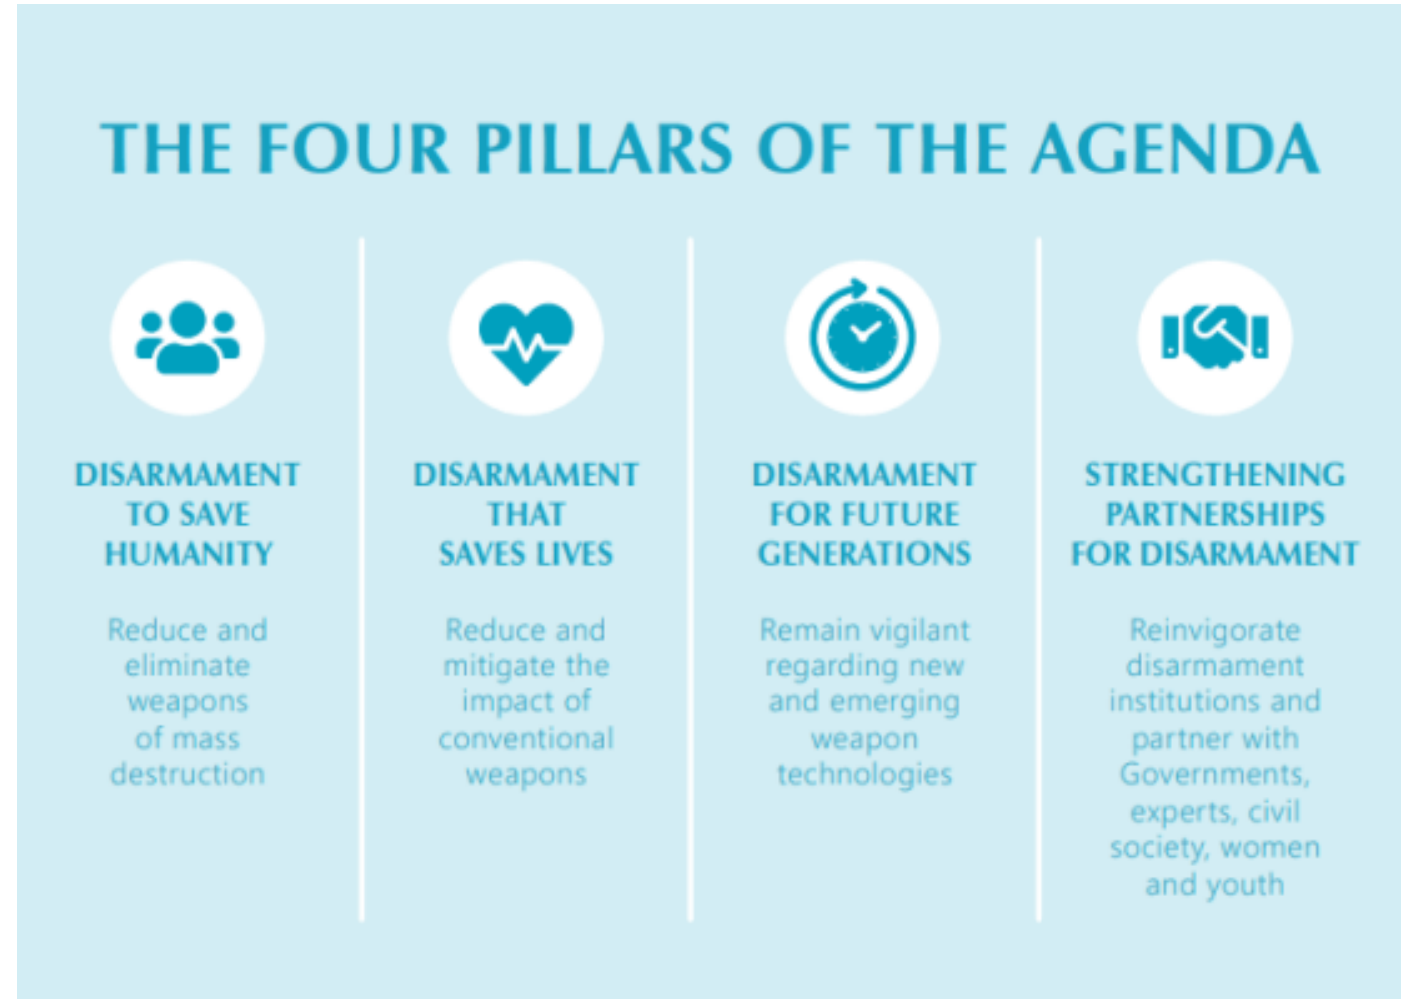 THE FOUR PILLARS OF THE AGENDA
DISARMAMENT
TO SAVE
HUMANITY
Reduce and
eliminate
weapons
of mass
destruction
DISARMAMENT
THAT
SAVES LIVES
Reduce and
mitigate the
impact of
conventional
weapons
DISARMAMENT
FOR FUTURE
GENERATIONS
Remain vigilant
regarding new
and emerging
weapon
technologies
STRENGTHENING
PARTNERSHIPS
FOR DISARMAMENT
Reinvigorate
disarmament
institutions and
partner with
Governments,
experts, civil
society, women
and youth